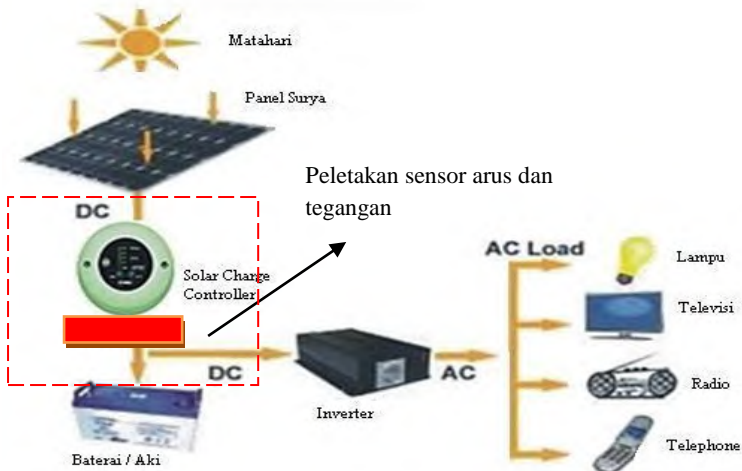 Matahari
Panel Surya
Peletakan sensor arus dan
tegangan
DC
Solar Charge
Controller
AC Load
Lampu
Televisi
DC
AC
Radio
Inverter
Telephone
Baterai / Aki